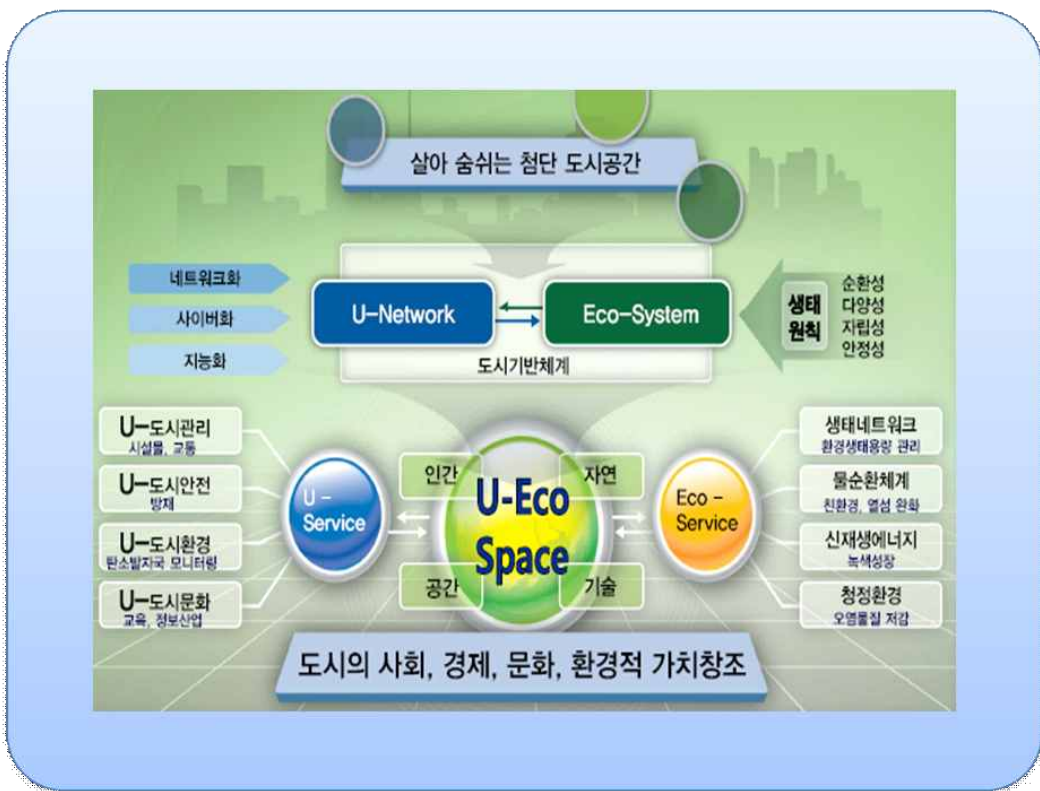 살아 숨쉬는 첨단 도시공간
네트워크화
사이버화
지능화
U-Network
Eco-System
도시기반체계
생태
원칙
순환성
다양성
자립성
안정성
U-도시관리
시설물, 교통
U-도시안전
방재
U-도시환경
탄소발자국 모니터링
U-도시문화
교육, 정보산업
U -
Service
인간
자연
U-Eco
Space
공간
기술
Eco -
Service
생태네트워크
환경생태용량 관리
물순환체계
친환경, 열섬 완화
신재생에너지
녹색성장
청정환경
오염물질 저감
도시의 사회, 경제, 문화, 환경적 가치창조